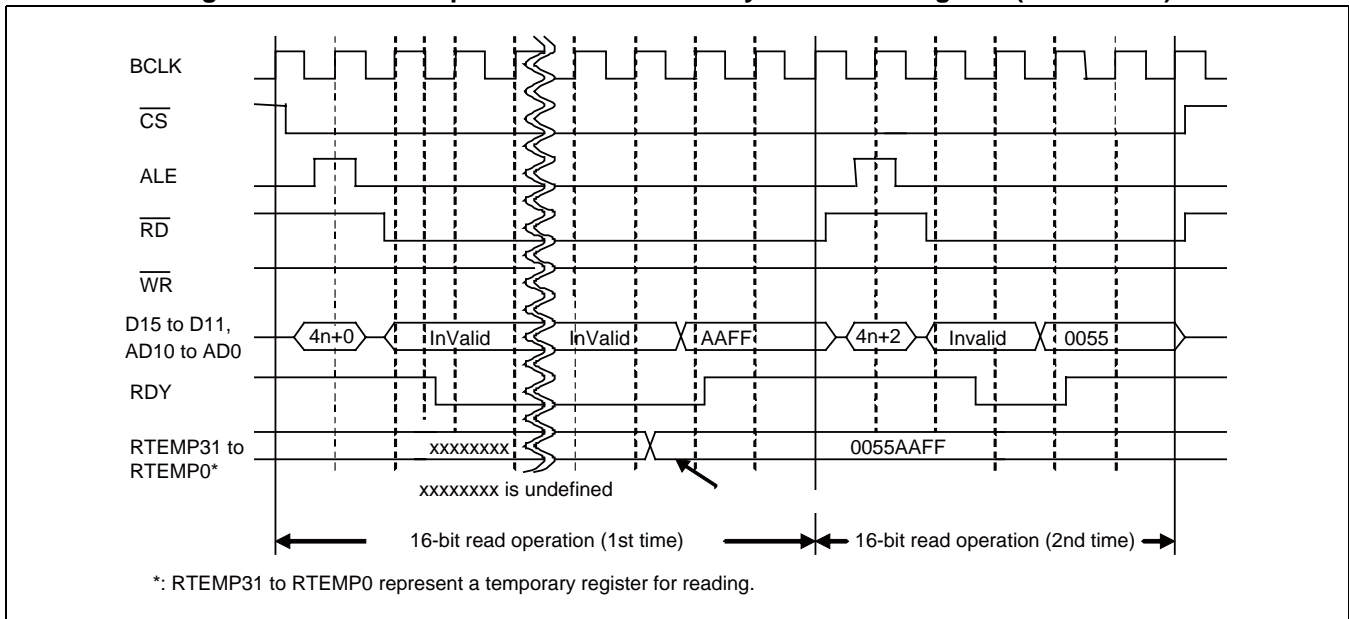 BCLK
CS
ALE
RD
WR
D15 to D11,
AD10 to AD0
4n+0 InValid InValid AAFF 4n+2 Invalid 0055
RDY
RTEMP31 to
RTEMP0*
xxxxxxxx 0055AAFF
xxxxxxxx is undefined
16-bit read operation (1st time) 16-bit read operation (2nd time)
*: RTEMP31 to RTEMP0 represent a temporary register for reading.